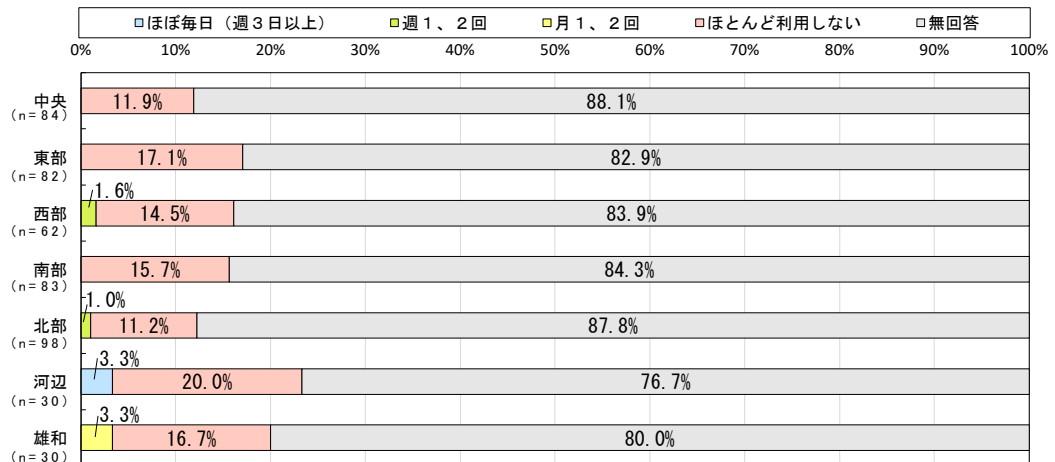 ほぼ毎日（週３日以上） 週１、２回 月１、２回 ほとんど利用しない 無回答
0% 10% 20% 30% 40% 50% 60% 70% 80% 90% 100%
中央 11.9% 88.1%
(n=84)
東部 17.1% 82.9%
(n=82)
1.6%
西部 14.5% 83.9%
(n=62)
南部 15.7% 84.3%
(n=83)
1.0%
北部 11.2% 87.8%
(n=98)
3.3%
河辺 20.0% 76.7%
(n=30)
3.3%
雄和 16.7% 80.0%
(n=30)